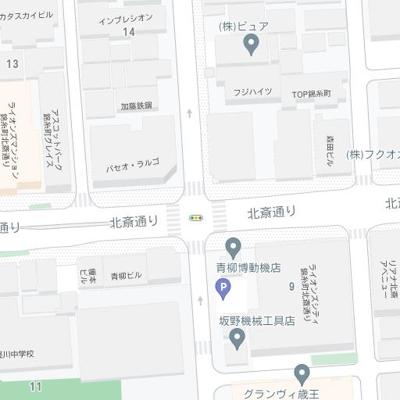 カタスカイビル
インプレシオン
14
(株)ピュア
13
フジハイツ
TOP錦糸町
加藤鉄鋼
ライオンズマンション
錦糸町北斎通り
アスコットパーク
錦糸町グレイス
パセオ・ラルゴ
森田ビル
(株)フクオ
北斎通り
北斎通り
北
通り
青柳博動機店
榎本
ビル
青柳ビル
P
9
ライオンズシティ
錦糸町北斎通り
リアナ北斎
アベニュー
坂野機械工具店
川中学校
11
グランヴィ歳王